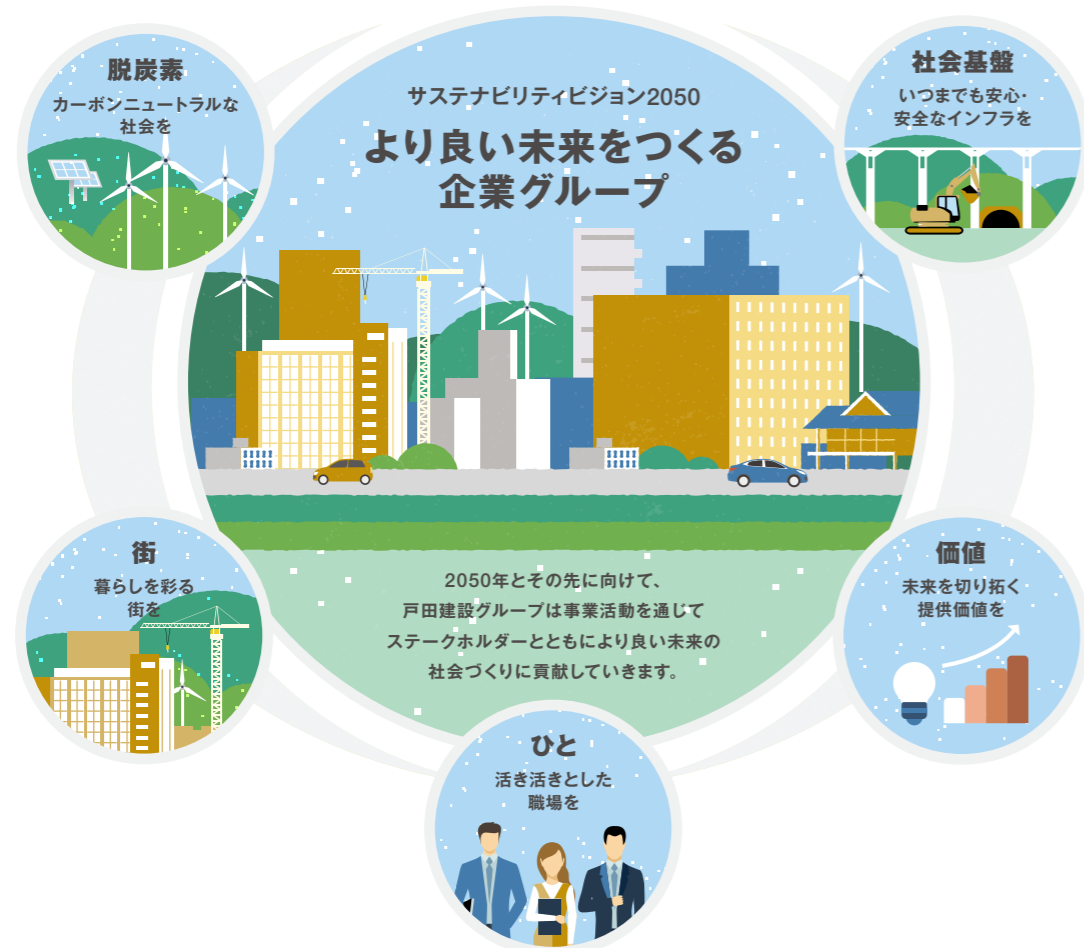 サステナビリティビジョン2050
より良い未来をつくる
企業グループ
脱炭素
カーボンニュートラルな
社会を
社会基盤
いつまでも安心・
安全なインフラを
街
暮らしを彩る
街を
価値
未来を切り拓く
提供価値を
2050年とその先に向けて、
戸田建設グループは事業活動を通じて
ステークホルダーとともにより良い未来の
社会づくりに貢献していきます。
ひと
活き活きとした
職場を